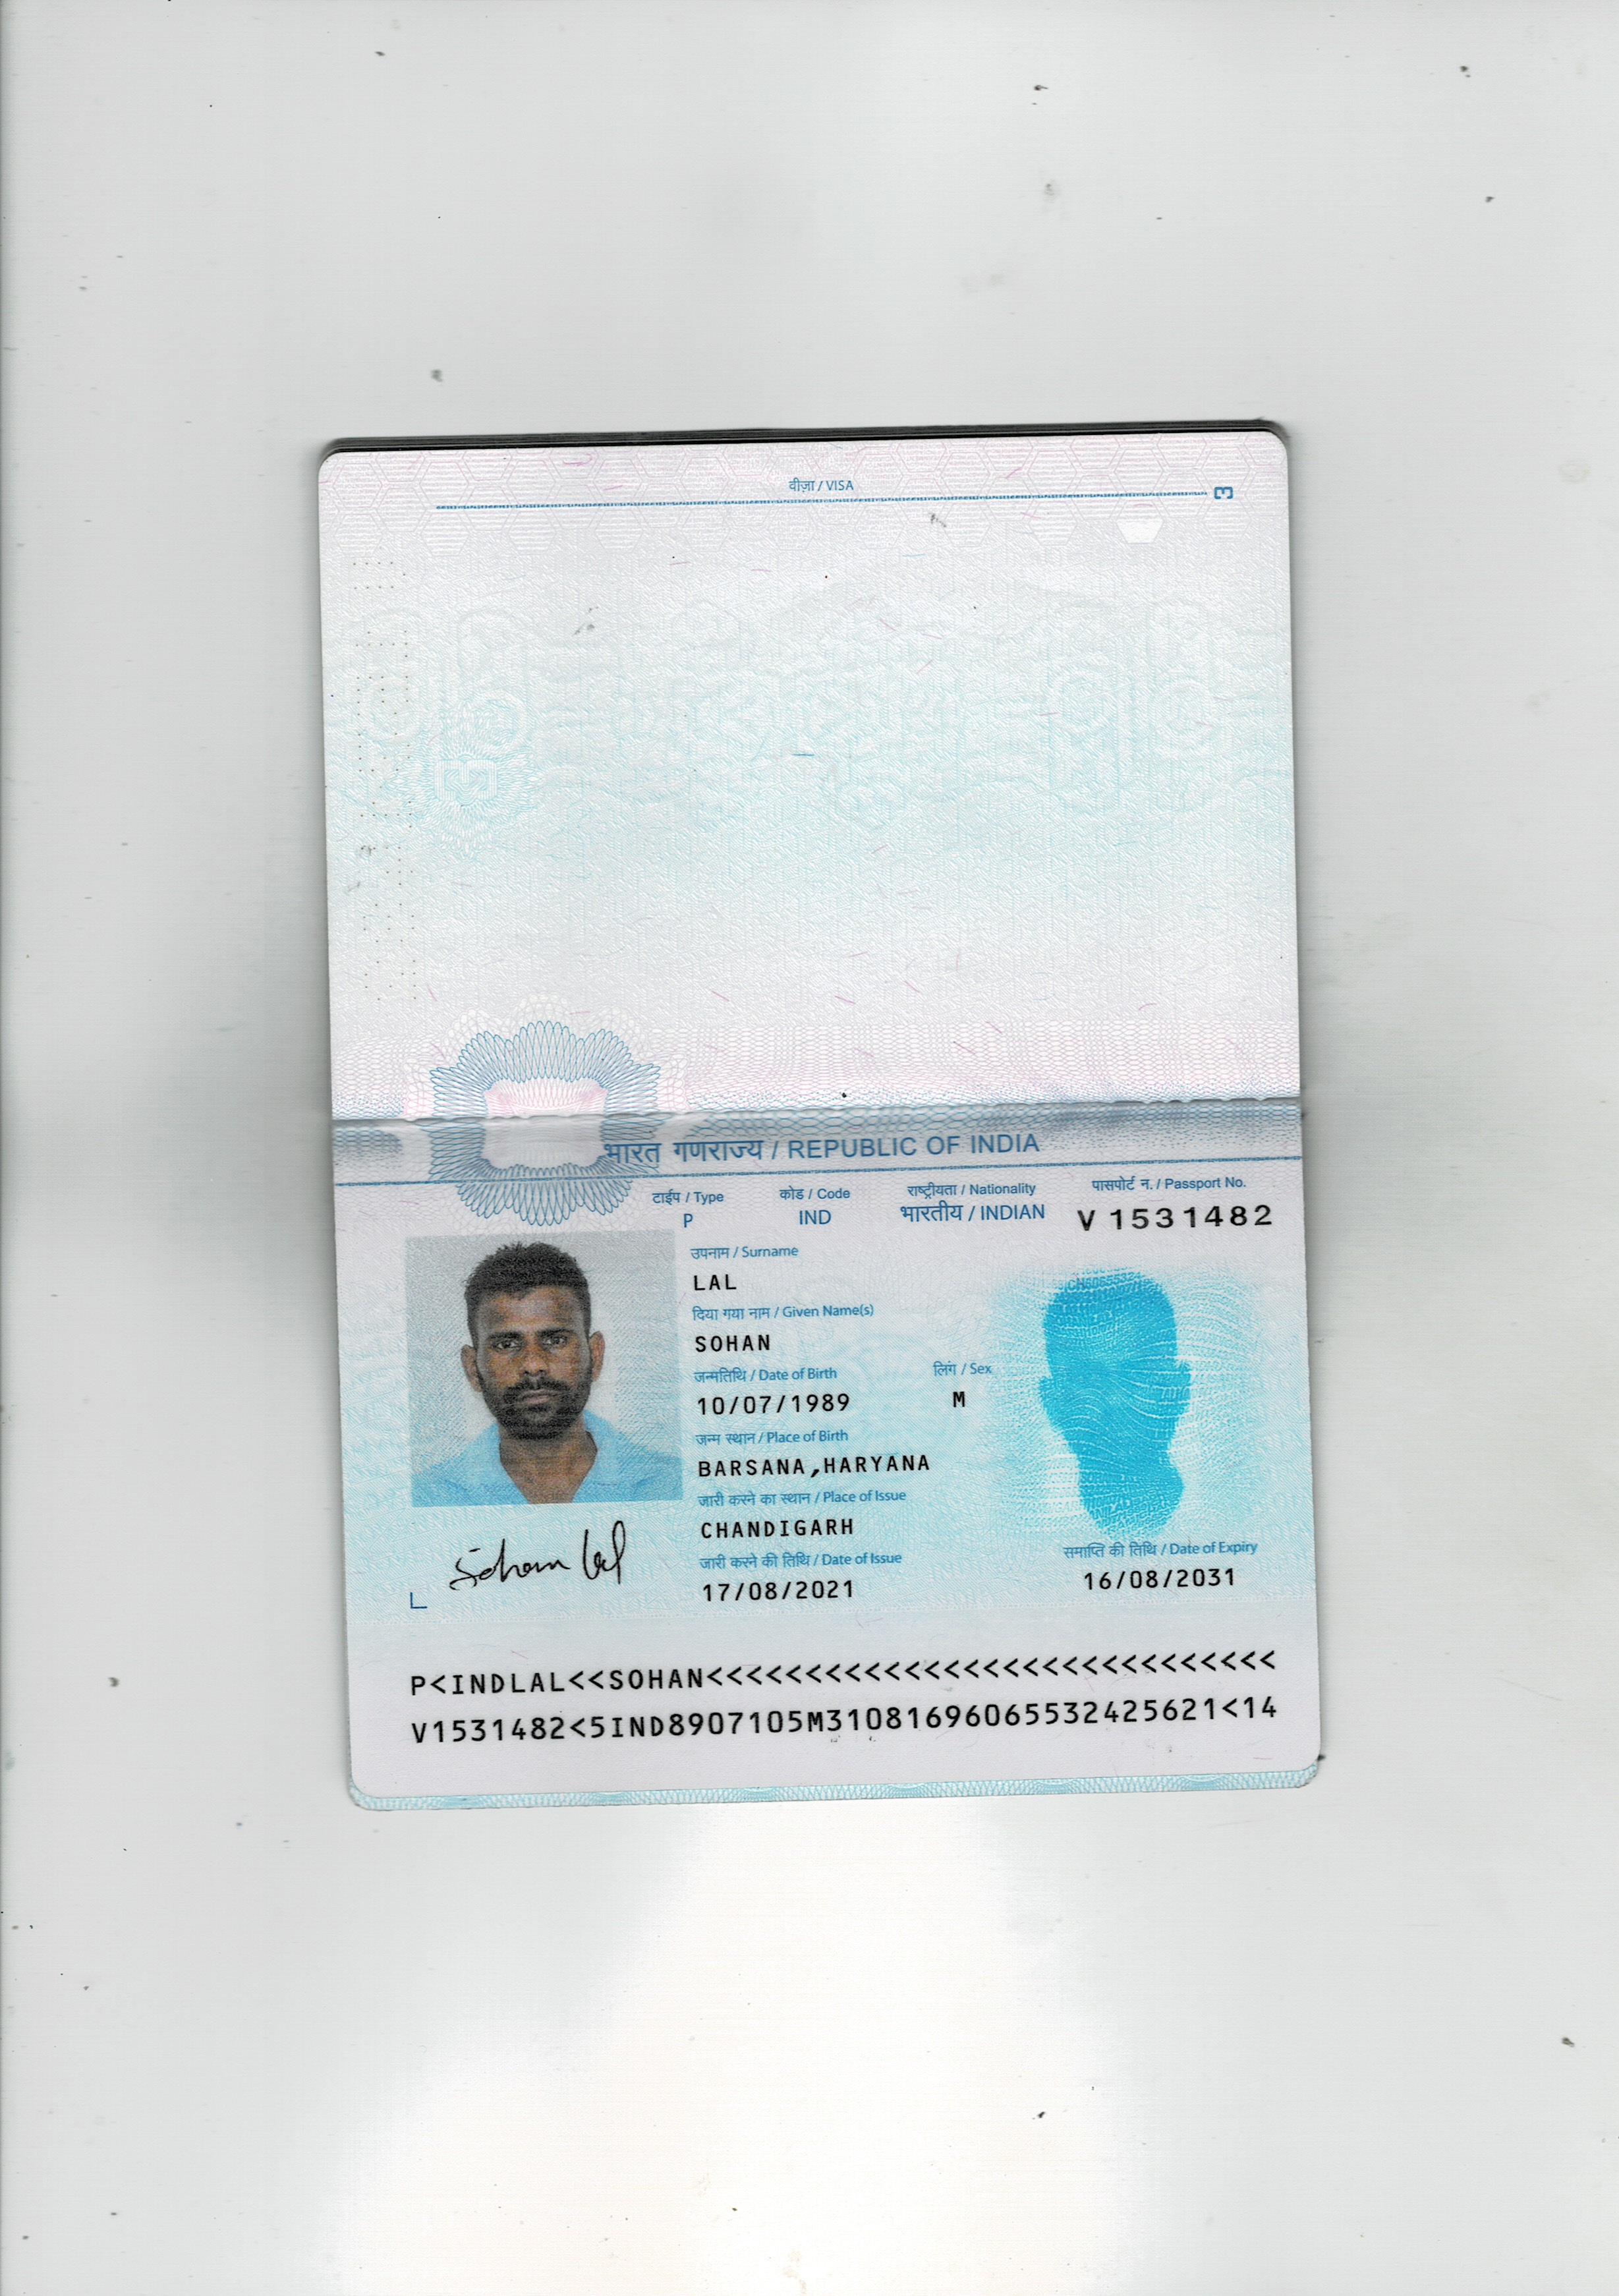 वीज़ा / VISA
3
भारत गणराज्य / REPUBLIC OF INDIA
टाईप / Type
कोड / Code
राष्ट्रीयता / Nationality
पासपोर्ट न. / Passport No.
P
IND
भारतीय / INDIAN
V 1531482
उपनाम / Surname
LAL
दिया गया नाम / Given Name(s)
SOHAN
जन्मतिथि / Date of Birth
लिंग / Sex
10/07/1989
M
जन्म स्थान / Place of Birth
BARSANA,HARYANA
जारी करने का स्थान / Place of Issue
CHANDIGARH
जारी करने की तिथि / Date of Issue
समाप्ति की तिथि / Date of Expiry
17/08/2021
16/08/2031
Sohan Lal
P<INDLAL<<SOHAN<<<<<<<<<<<<<<<<<<<<<<<<<<<<<
V1531482<5IND8907105M31081696065532425621<14